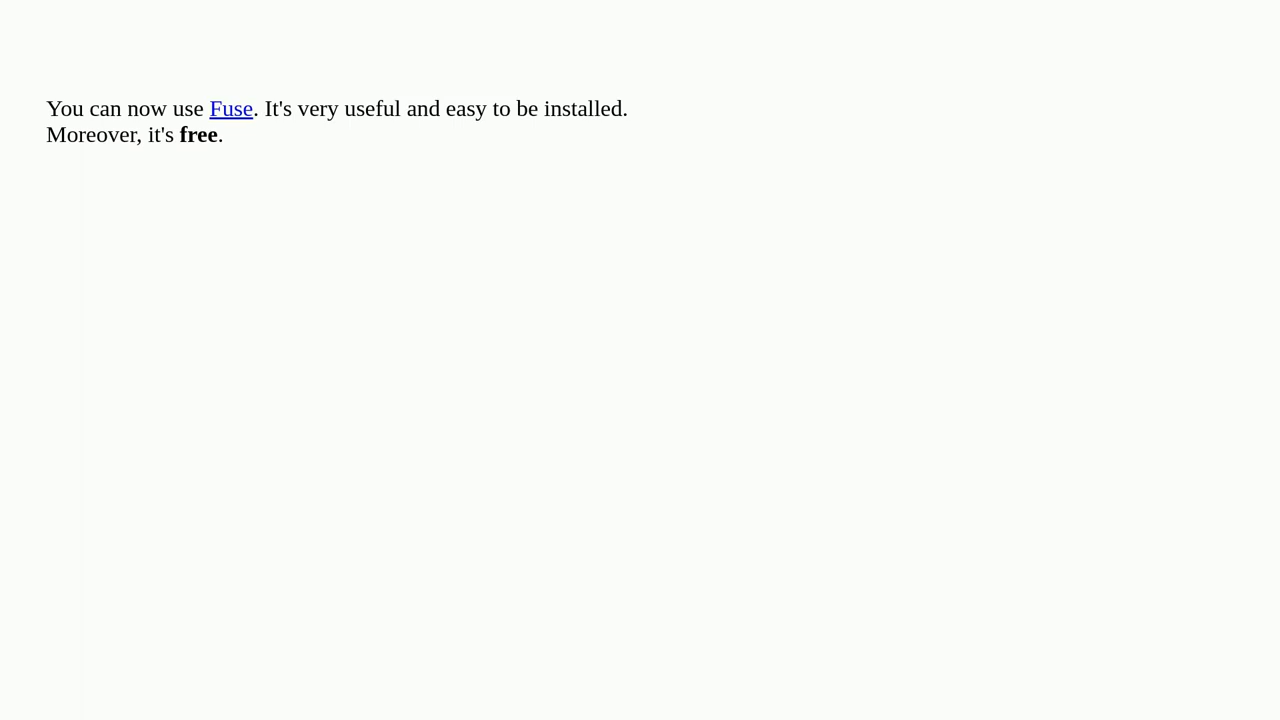 You can now use Fuse. It's very useful and easy to be installed.
Moreover, it's free.